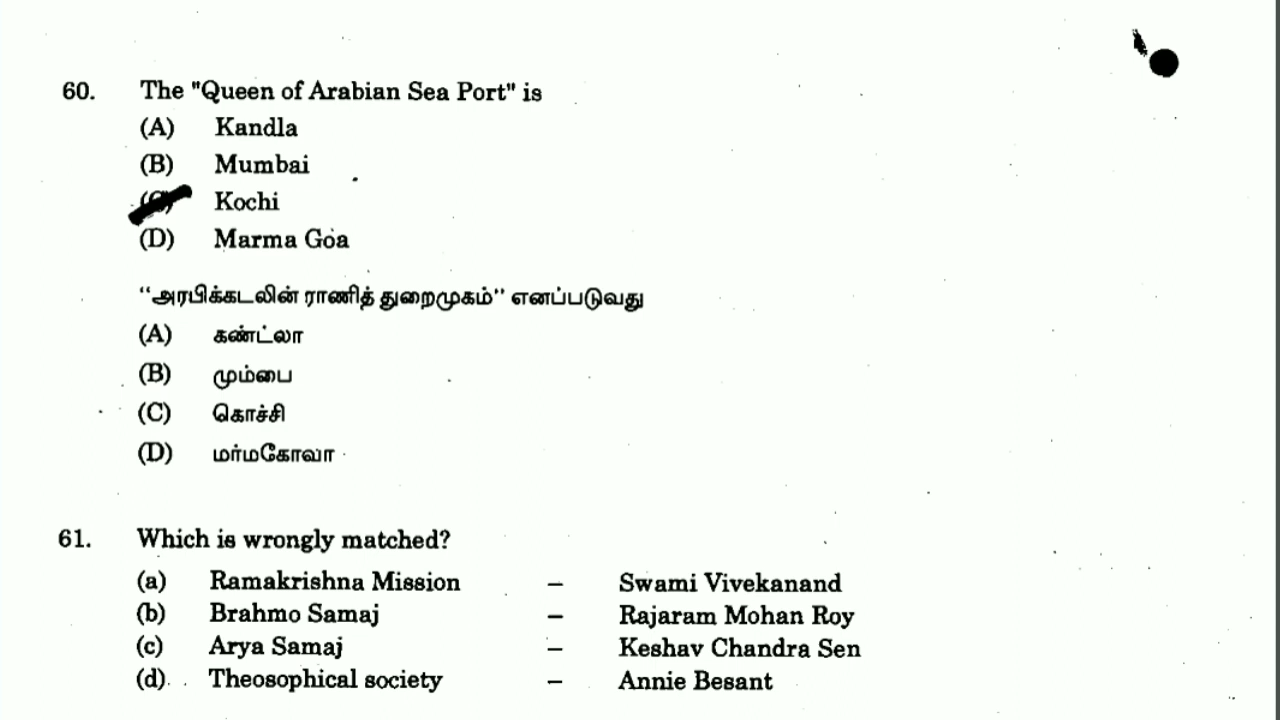 60. The "Queen of Arabian Sea Port" is
(A) Kandla
(B) Mumbai
(C) Kochi
(D) Marma Goa
“அரபிக்கடலின் ராணித் துறைமுகம்” எனப்படுவது
(A) கண்ட்லா
(B) மும்பை
(C) கொச்சி
(D) மர்மகோவா
61. Which is wrongly matched?
(a) Ramakrishna Mission – Swami Vivekanand
(b) Brahmo Samaj – Rajaram Mohan Roy
(c) Arya Samaj – Keshav Chandra Sen
(d) Theosophical society – Annie Besant